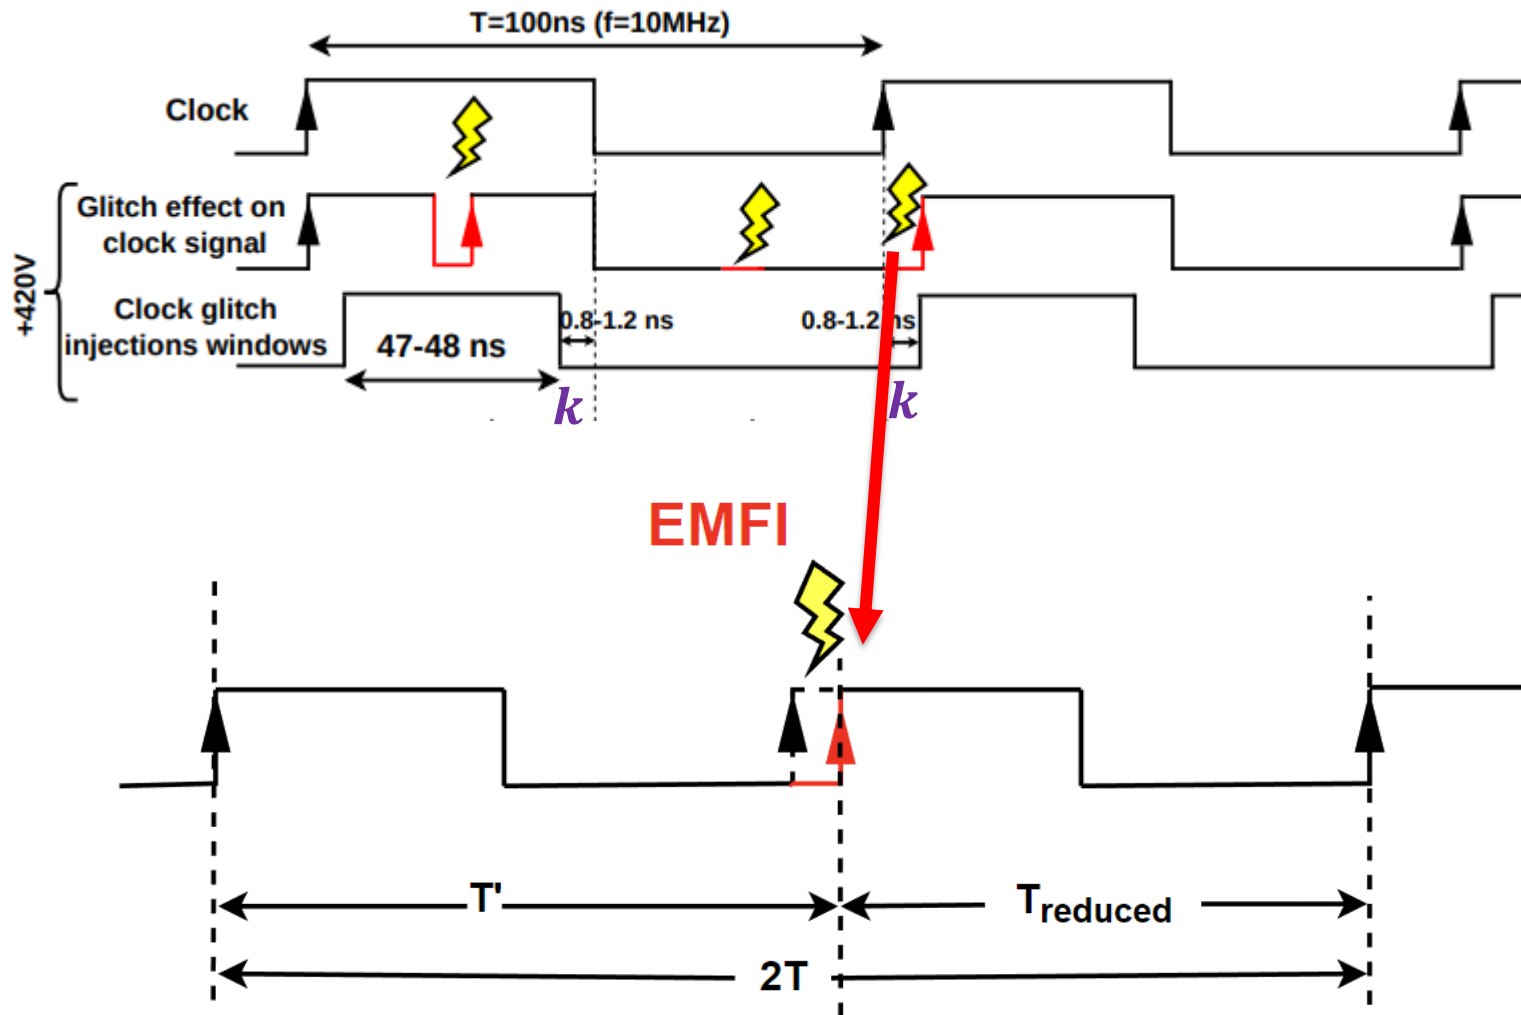 T=100ns (f=10MHz)
Clock
Glitch effect on
clock signal
+420V
Clock glitch
injections windows
47-48 ns
0.8-1.2 ns
0.8-1.2 ns
k
k
EMFI
T'
Treduced
2T